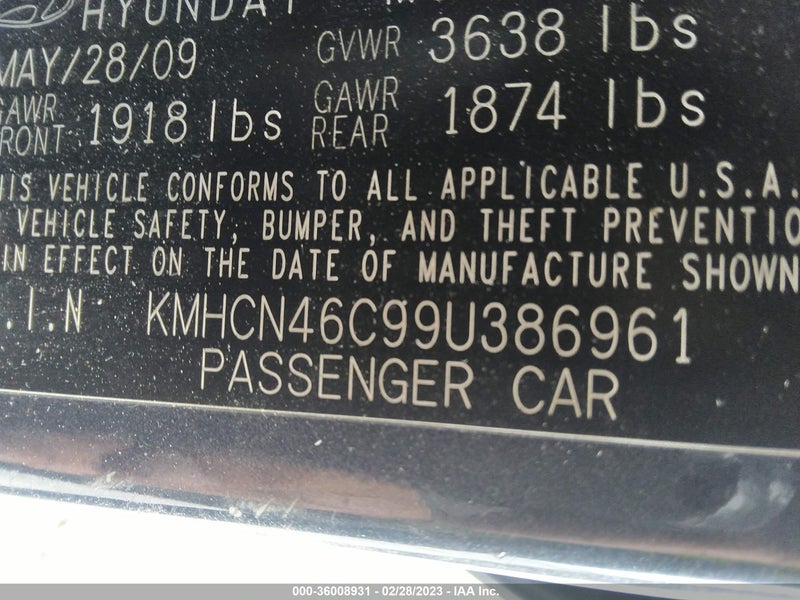 HYUNDAI
MAY/28/09 GVWR 3638 lbs
GAWR FRONT 1918 lbs GAWR REAR 1874 lbs
THIS VEHICLE CONFORMS TO ALL APPLICABLE U.S.A.
VEHICLE SAFETY, BUMPER, AND THEFT PREVENTIO
IN EFFECT ON THE DATE OF MANUFACTURE SHOWN
.I.N KMHCN46C99U386961
PASSENGER CAR
000-36008931 - 02/28/2023 - IAA Inc.